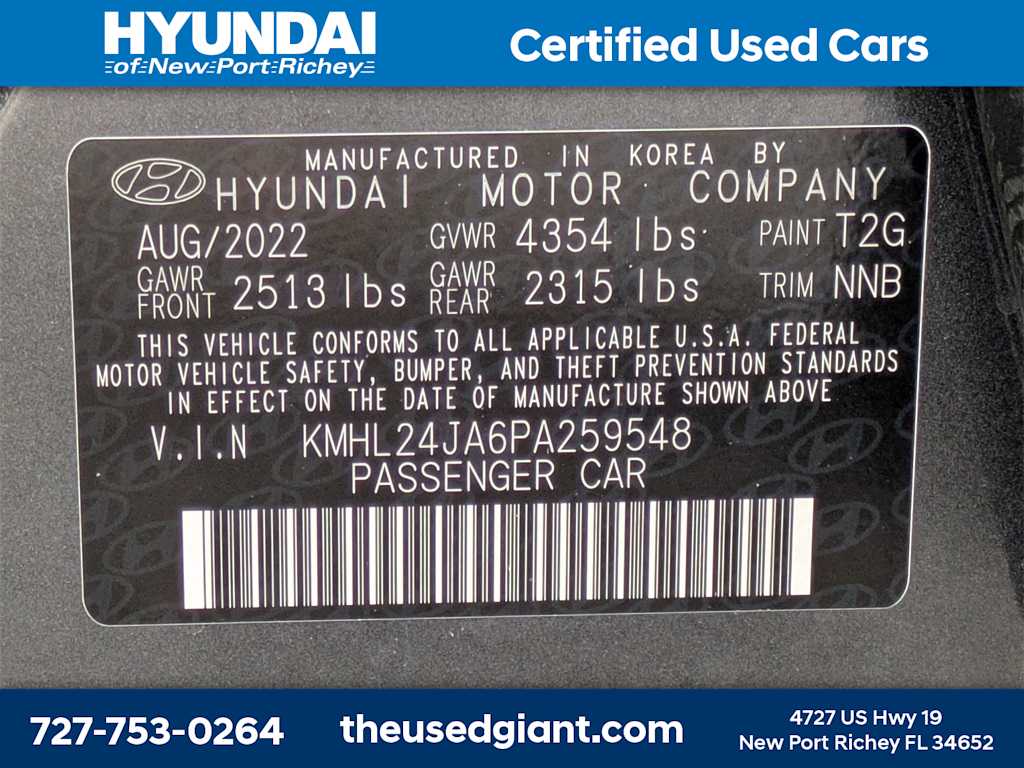 HYUNDAI
of New Port Richey
Certified Used Cars
MANUFACTURED IN KOREA BY
HYUNDAI MOTOR COMPANY
AUG/2022 GVWR 4354 lbs PAINT T2G
GAWR FRONT 2513 lbs GAWR REAR 2315 lbs TRIM NNB
THIS VEHICLE CONFORMS TO ALL APPLICABLE U.S.A. FEDERAL
MOTOR VEHICLE SAFETY, BUMPER, AND THEFT PREVENTION STANDARDS
IN EFFECT ON THE DATE OF MANUFACTURE SHOWN ABOVE
V.I.N KMHL24JA6PA259548
PASSENGER CAR
727-753-0264
theusedgiant.com
4727 US Hwy 19
New Port Richey FL 34652